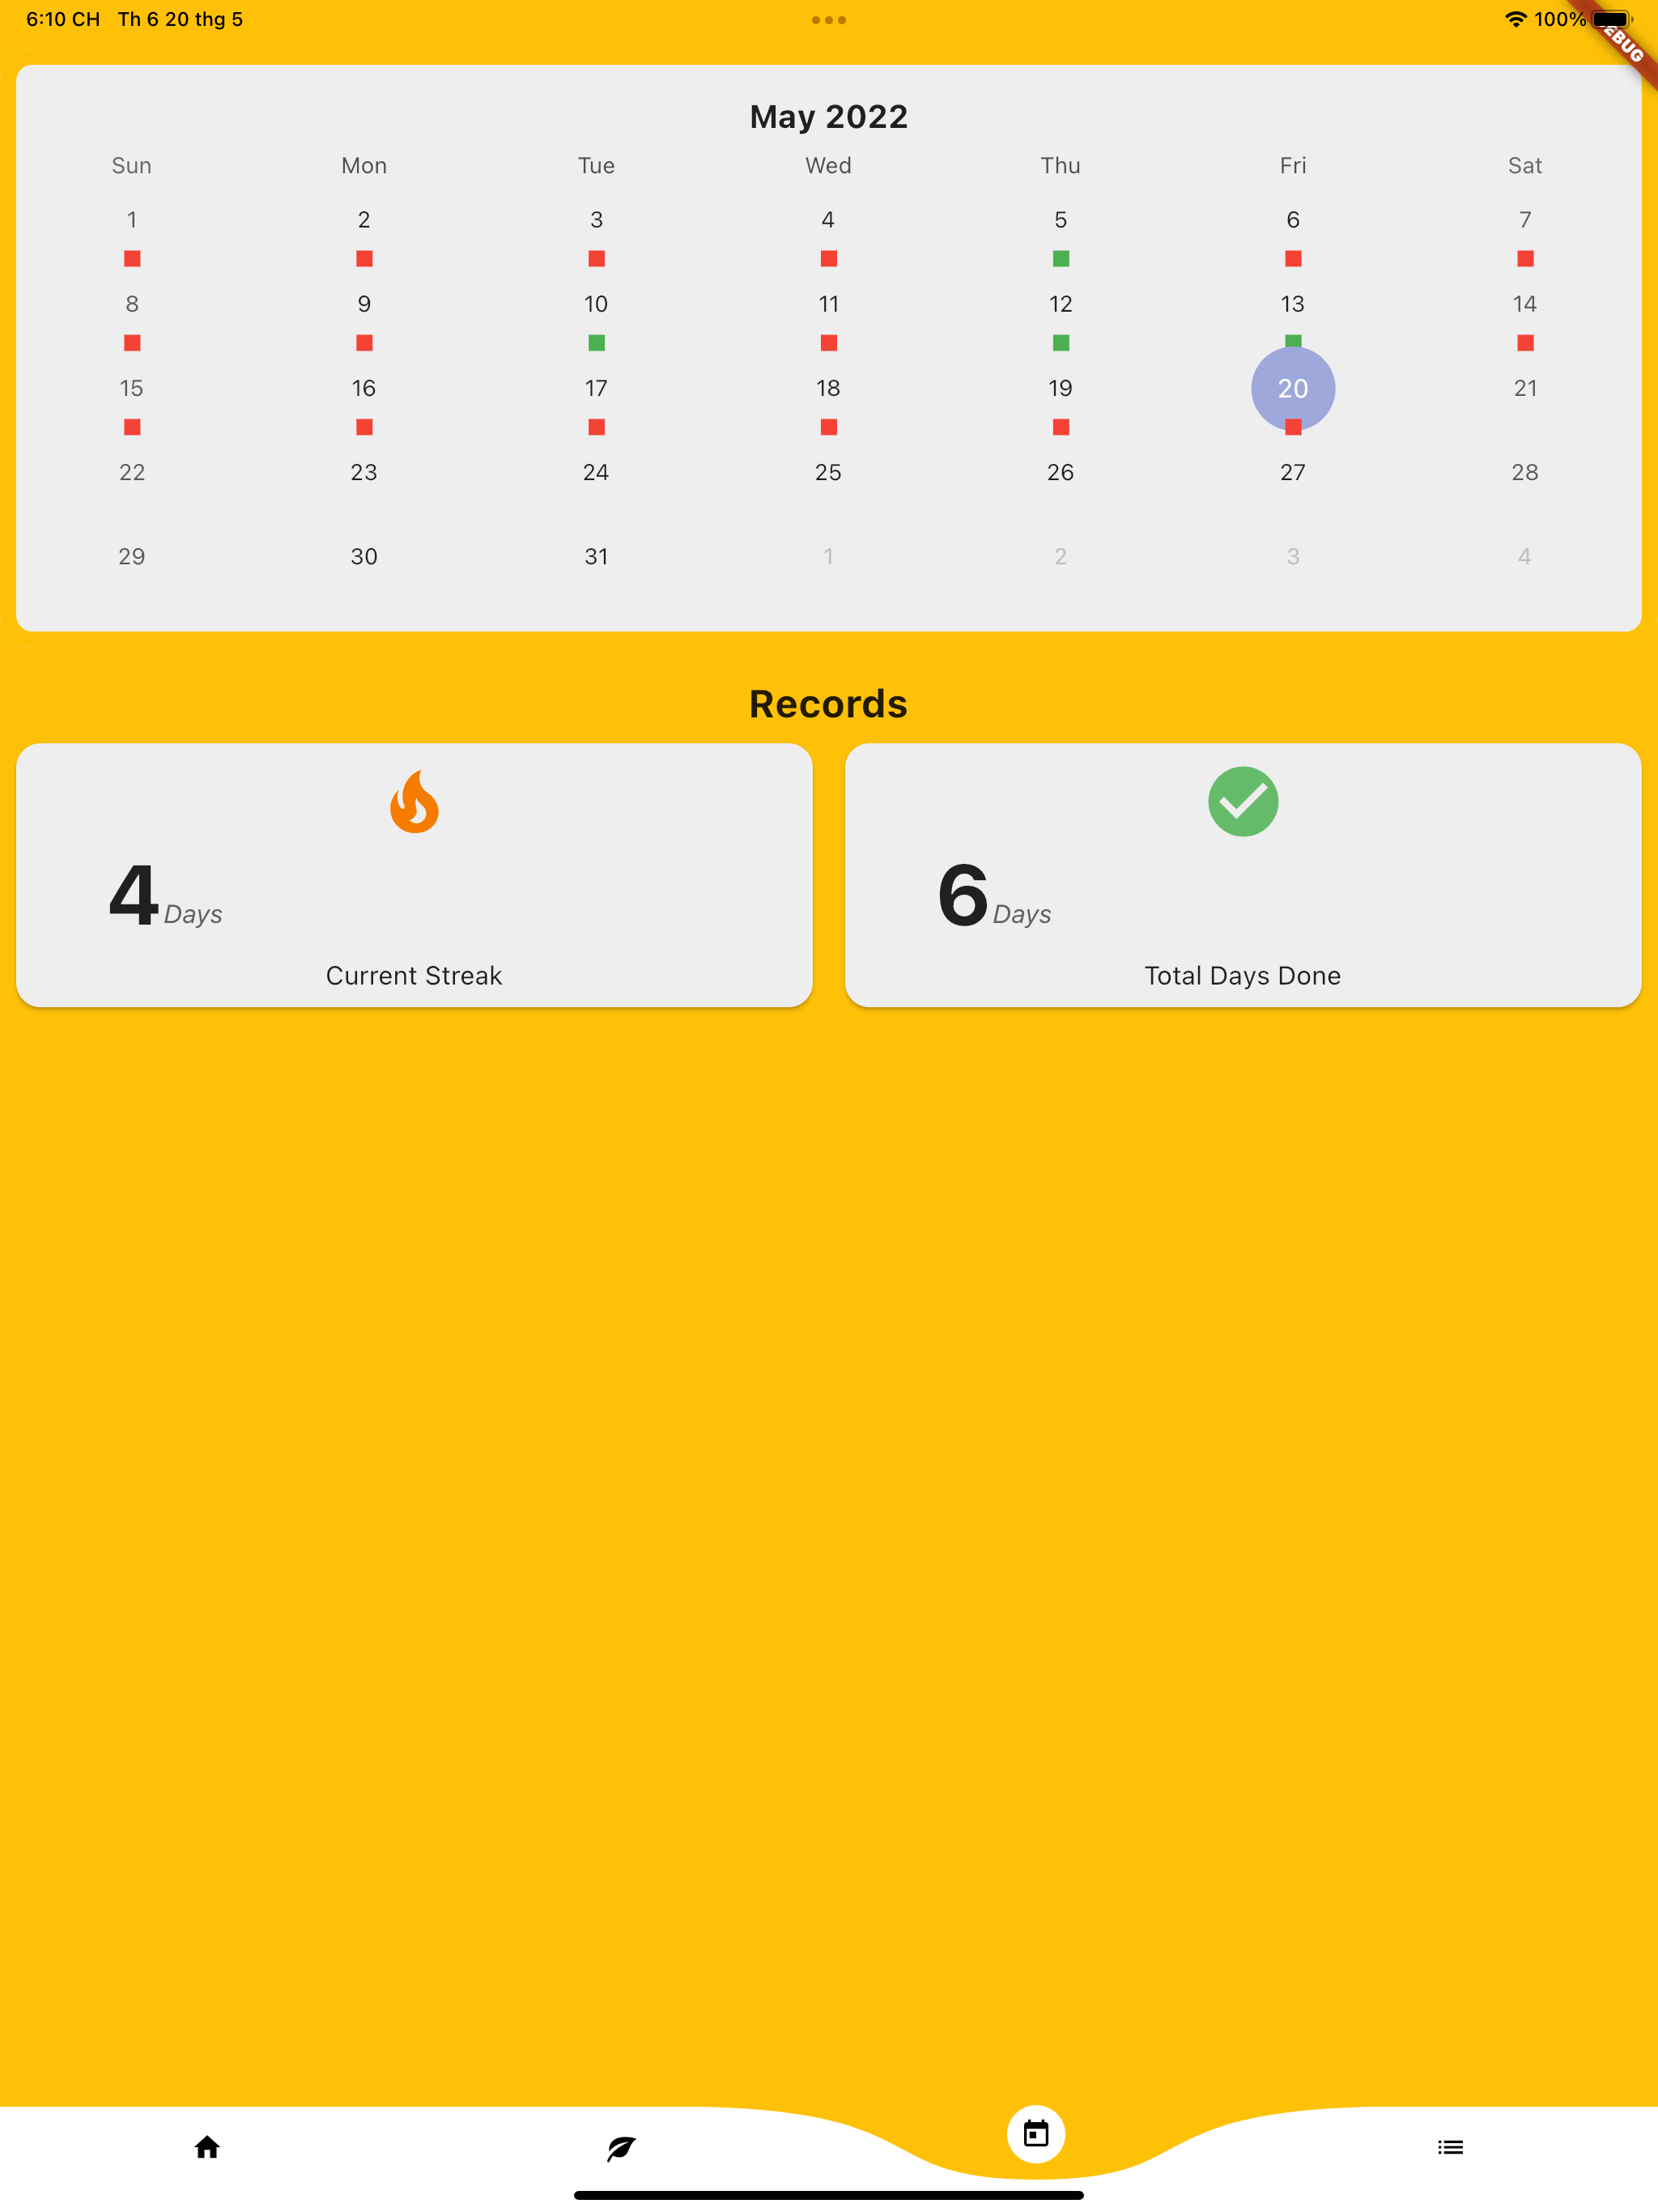 6:10 CH Th 6 20 thg 5 100%
May 2022
Sun Mon Tue Wed Thu Fri Sat
1 2 3 4 5 6 7
8 9 10 11 12 13 14
15 16 17 18 19 20 21
22 23 24 25 26 27 28
29 30 31 1 2 3 4
Records
4 Days
Current Streak
6 Days
Total Days Done